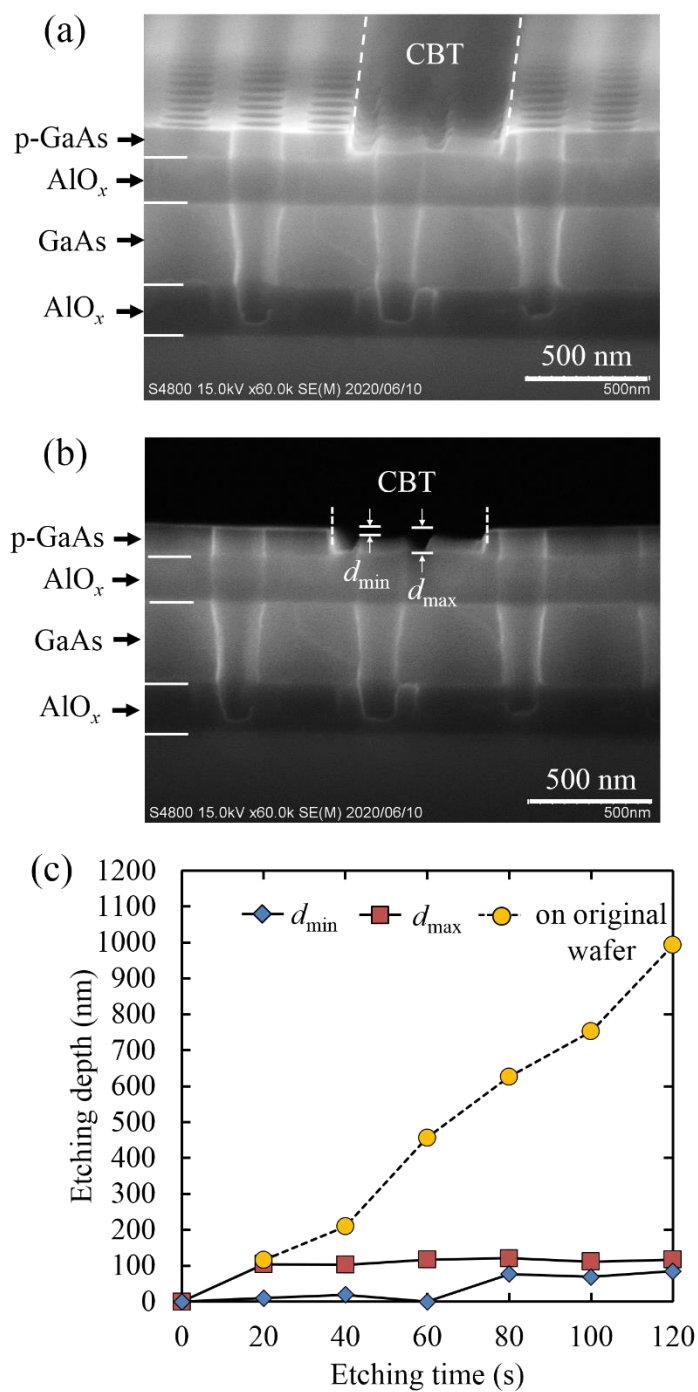 (a)
CBT
p-GaAs
AlOx
GaAs
AlOx
500 nm
S4800 15.0kV x60.0k SE(M) 2020/06/10
500nm
(b)
CBT
p-GaAs
dmin
dmax
AlOx
GaAs
AlOx
500 nm
S4800 15.0kV x60.0k SE(M) 2020/06/10
500nm
(c)
1200
1100
1000
900
800
700
600
500
400
300
200
100
0
Etching depth (nm)
dmin
dmax
on original
wafer
0 20 40 60 80 100 120
Etching time (s)